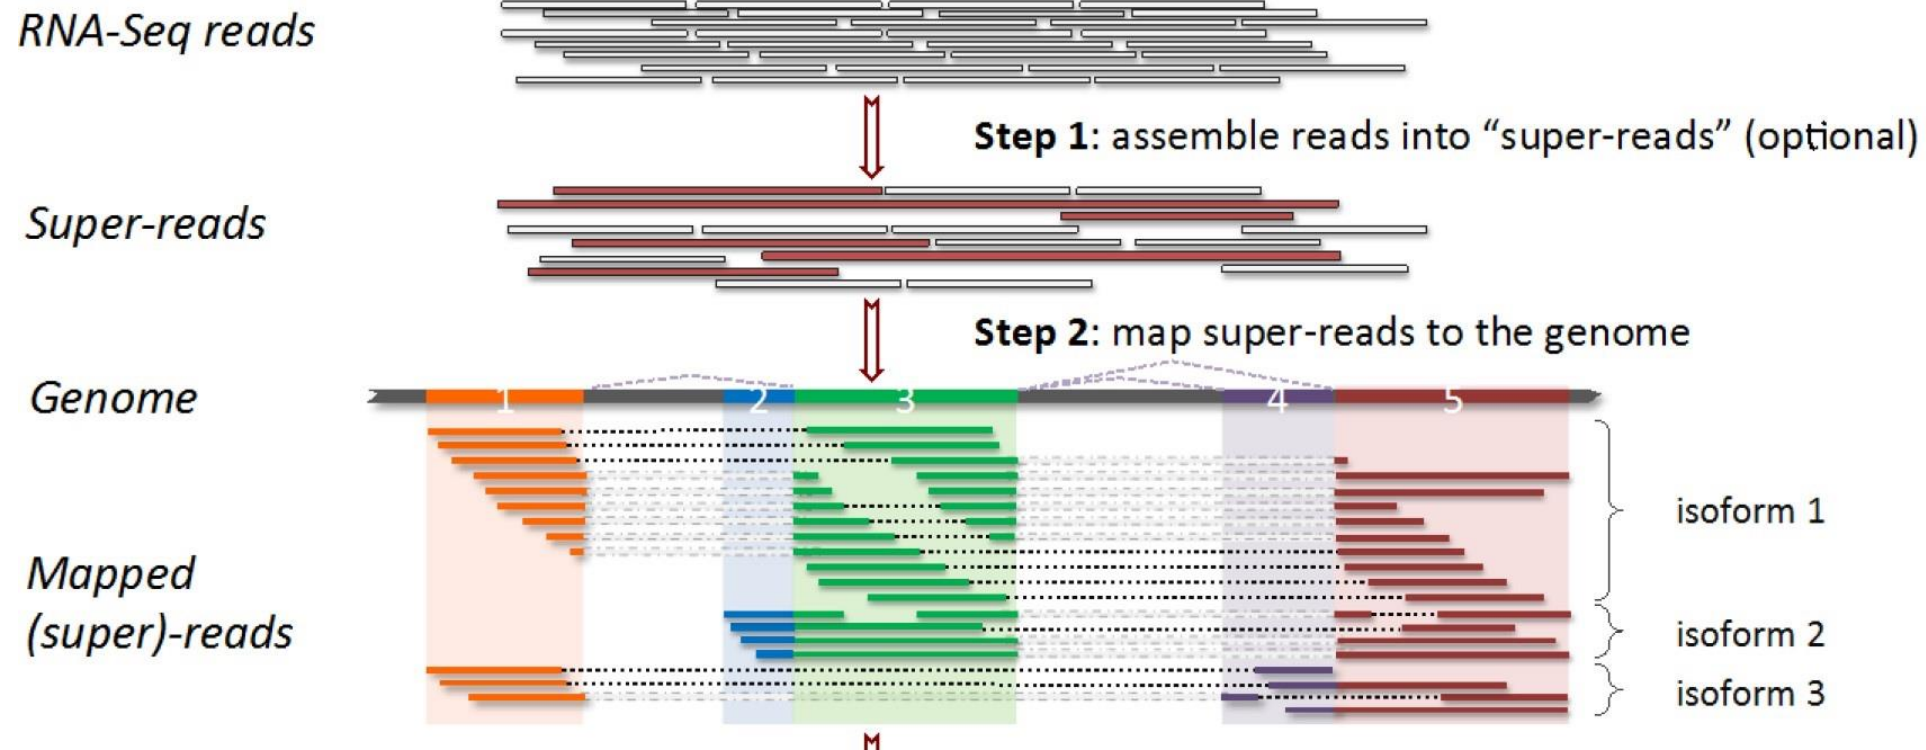 RNA-Seq reads
Step 1: assemble reads into “super-reads” (optional)
Super-reads
Step 2: map super-reads to the genome
Genome
1 2 3 4 5
isoform 1
Mapped
(super)-reads
isoform 2
isoform 3